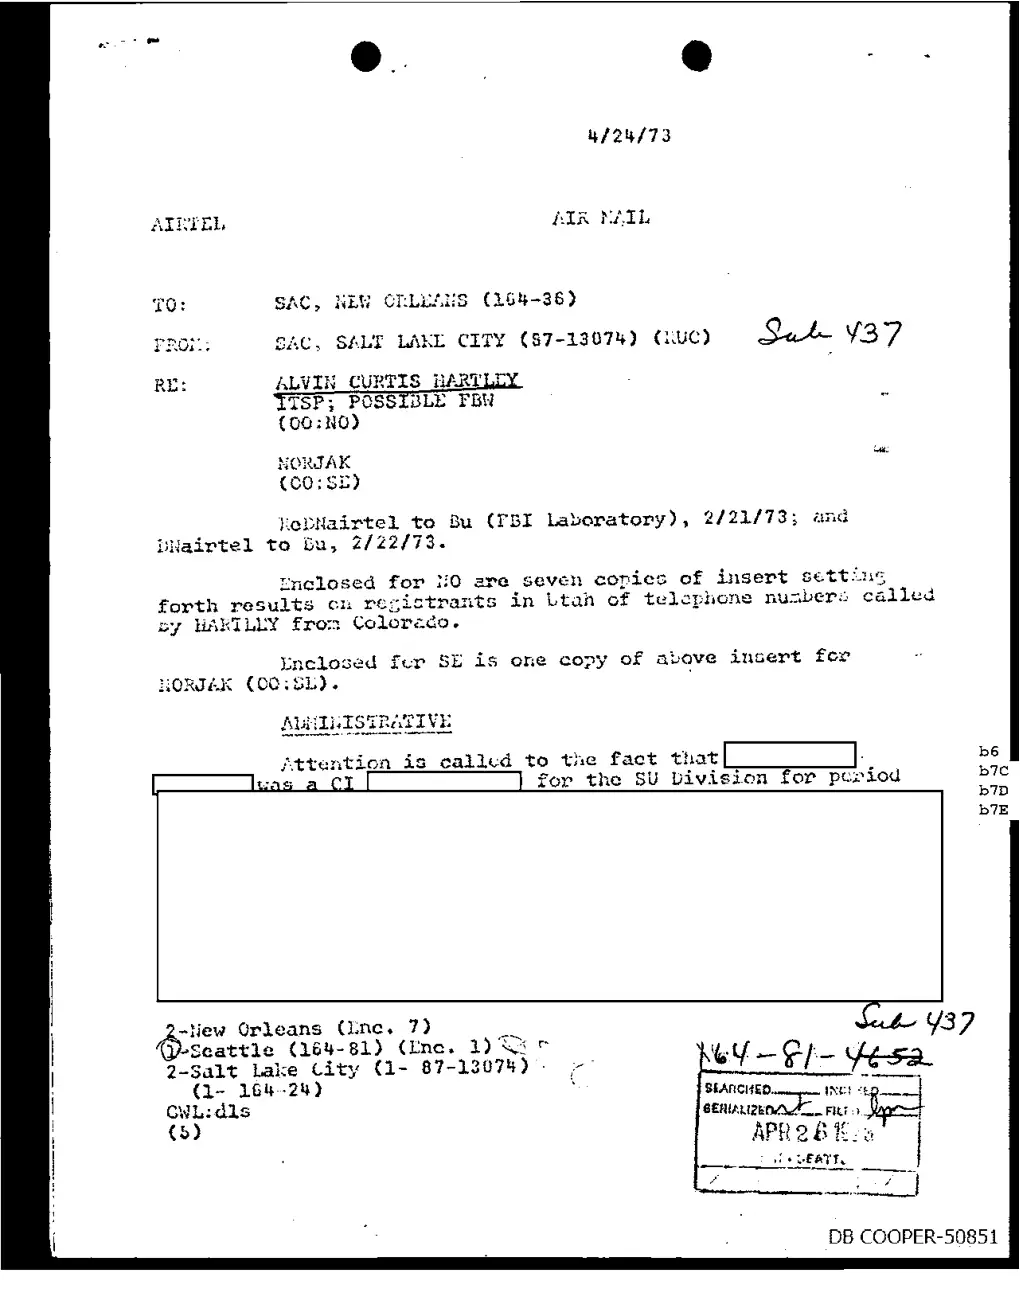 4/24/73
AIRTEL AIR MAIL
TO: SAC, NEW ORLEANS (164-36)
FROM: SAC, SALT LAKE CITY (87-13074) (RUC) Sub 437
RE: ALVIN CURTIS HARTLEY
ITSP; POSSIBLE FBW
(OO:NO)
NORJAK
(OO:SE)
ReDNairtel to Bu (FBI Laboratory), 2/21/73; and
DNairtel to Bu, 2/22/73.
Enclosed for NO are seven copies of insert setting
forth results on registrants in Utah of telephone numbers called
by HARTLEY from Colorado.
Enclosed for SE is one copy of above insert for
NORJAK (OO:SE).
ADMINISTRATIVE
Attention is called to the fact that
was a CI for the SU Division for period
b6
b7C
b7D
b7E
2-New Orleans (Enc. 7)
1-Seattle (164-81) (Enc. 1)
2-Salt Lake City (1- 87-13074)
(1- 164-24)
CWL:dls
(5)
Sub 437
164-81-4652
SEARCHED INDEXED
SERIALIZED FILED
APR 26 1973
SEATTLE
DB COOPER-50851